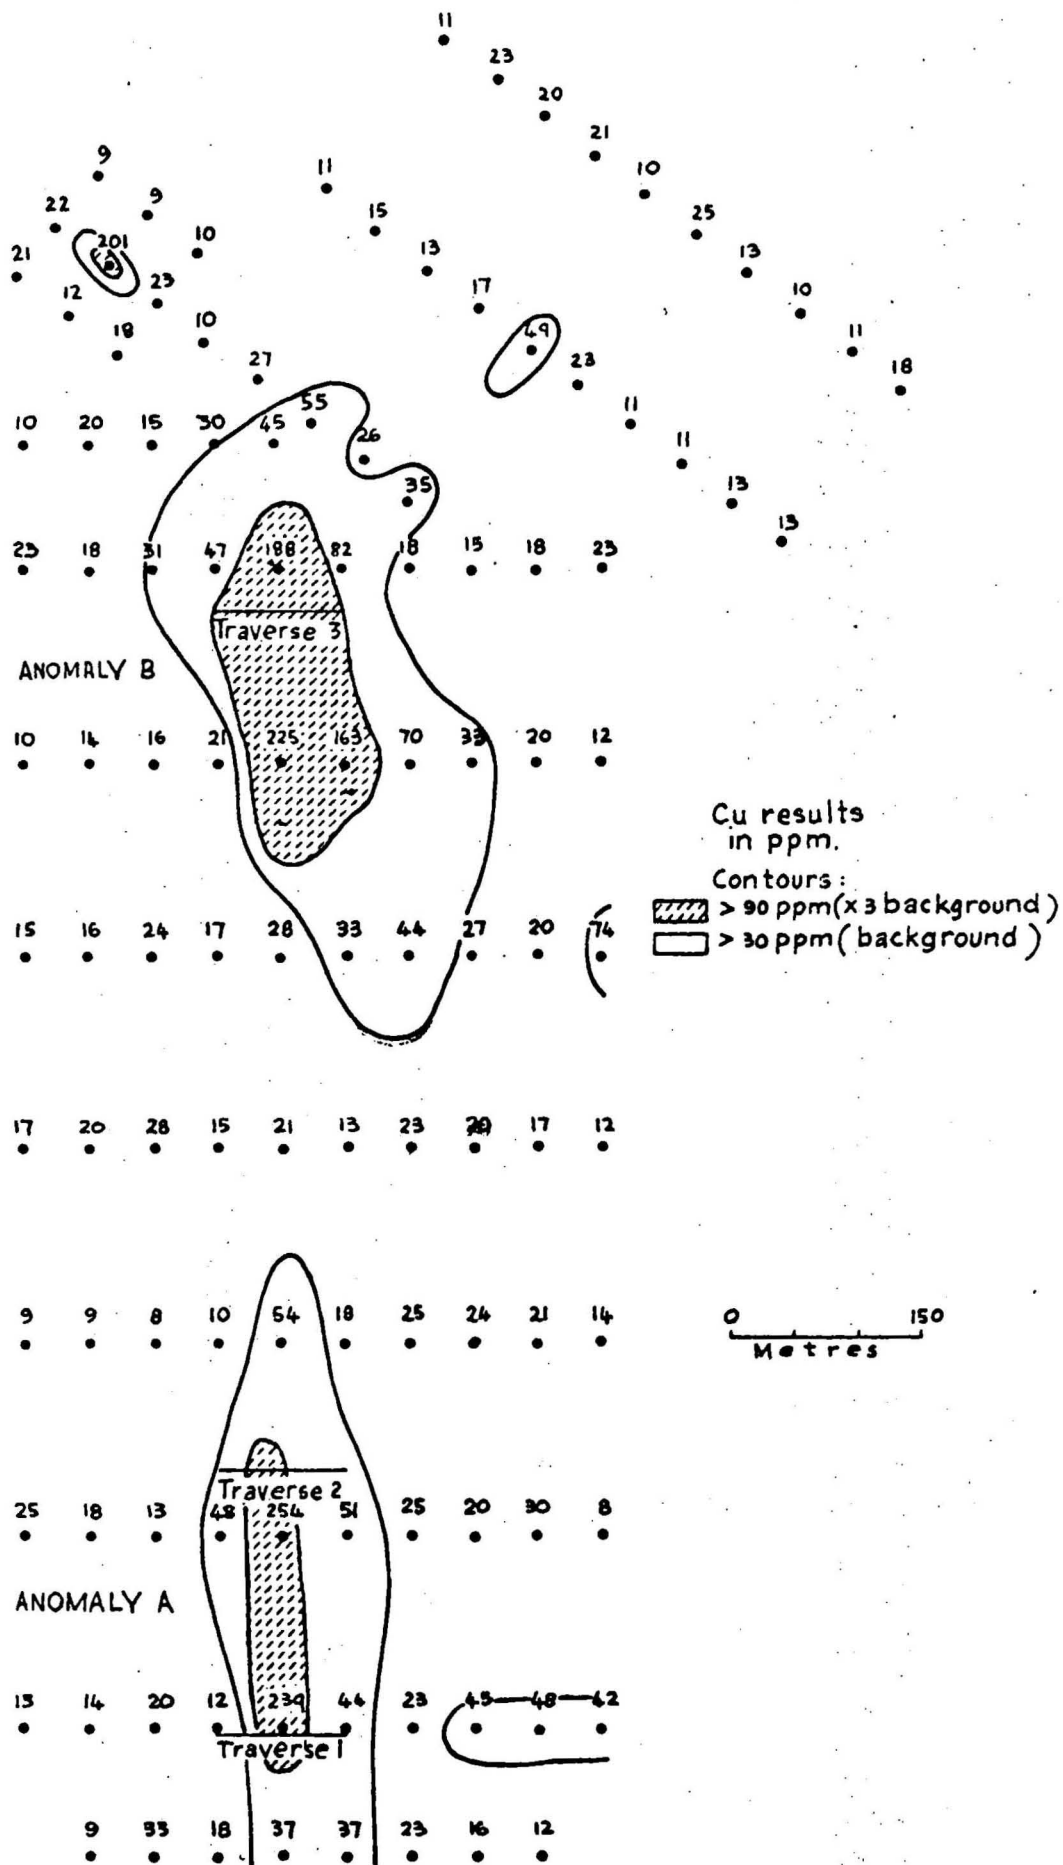 11
23
20
21
10
25
13
10
11
18
9
9
22
10
201
21
23
12
10
18
27
11
15
13
17
49
23
11
11
13
13
10 20 15 30 45 55
26
35
23 18 31 47 188 82 18 15 18 23
Traverse 3
ANOMALY B
10 14 16 21 225 163 70 33 20 12
Cu results
in ppm.
Contours:
> 90 ppm (x 3 background)
> 30 ppm (background)
15 16 24 17 28 33 44 27 20 74
17 20 28 15 21 13 23 17 12
9 9 8 10 54 18 25 24 21 14
0 150
Metres
Traverse 2
25 18 13 48 254 51 25 20 30 8
ANOMALY A
13 14 20 12 239 44 23 45 48 42
Traverse 1
9 33 18 37 37 23 16 12